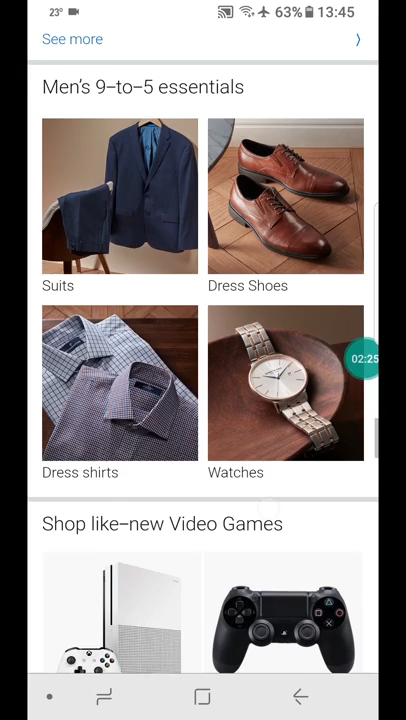 23° 63% 13:45
See more
Men's 9-to-5 essentials
Suits
Dress Shoes
02:25
Dress shirts
Watches
Shop like-new Video Games